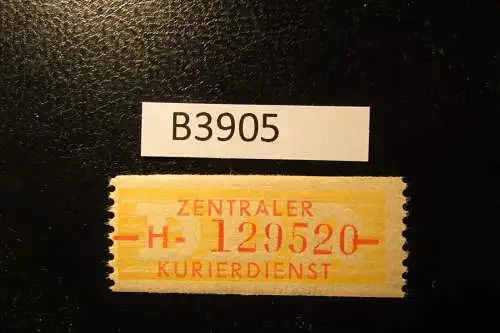 B3905
ZENTRALER
-H- 129520-
KURIERDIENST